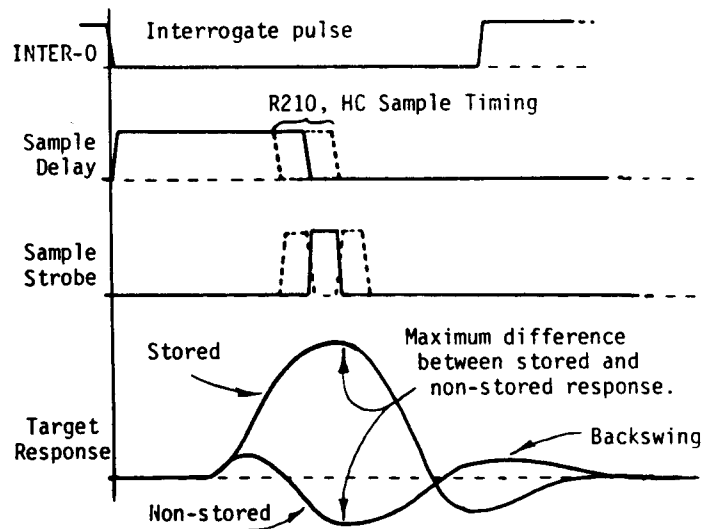 Interrogate pulse
INTER-O
R210, HC Sample Timing
Sample
Delay
Sample
Strobe
Maximum difference
between stored and
non-stored response.
Stored
Target
Response
Backswing
Non-stored